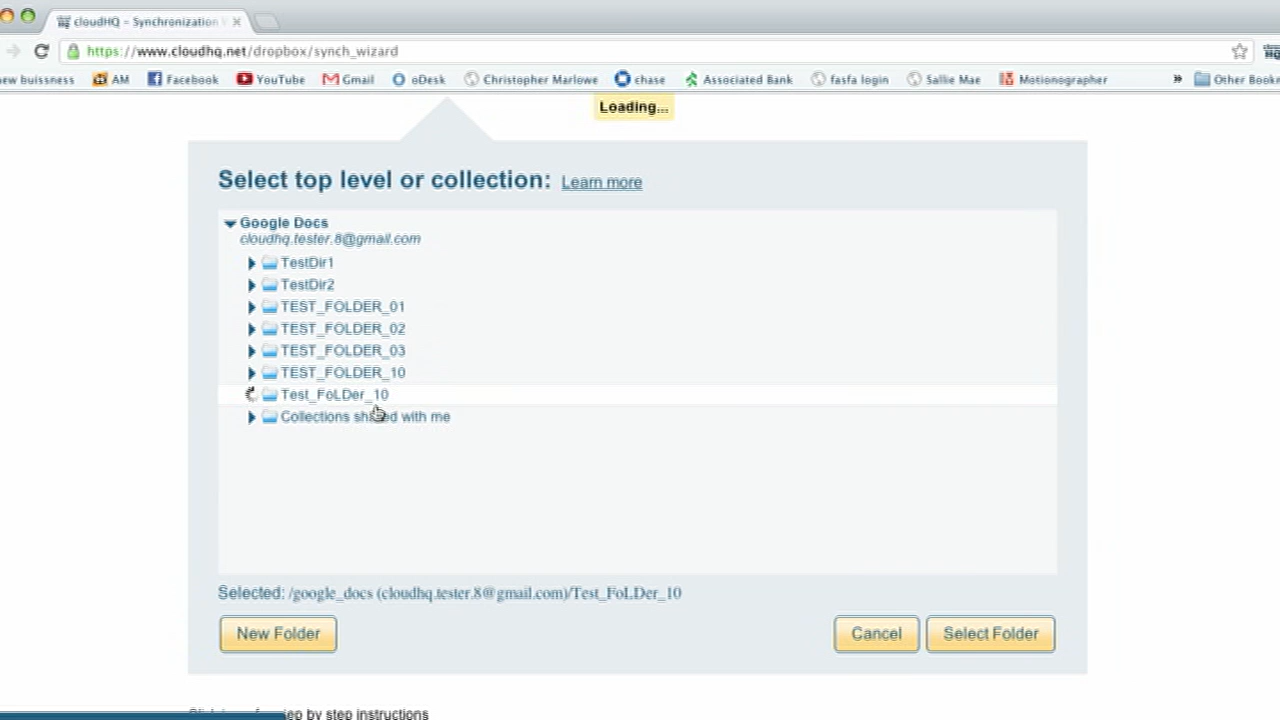 cloudHQ – Synchronization
https://www.cloudhq.net/dropbox/synch_wizard
new buissness AM Facebook YouTube Gmail oDesk Christopher Marlowe chase Associated Bank fasfa login Sallie Mae Motionographer » Other Bookm
Loading...
Select top level or collection: Learn more
Google Docs
cloudhq.tester.8@gmail.com
TestDir1
TestDir2
TEST_FOLDER_01
TEST_FOLDER_02
TEST_FOLDER_03
TEST_FOLDER_10
Test_FoLDer_10
Collections shared with me
Selected: /google_docs (cloudhq.tester.8@gmail.com)/Test_FoLDer_10
New Folder Cancel Select Folder
by step instructions